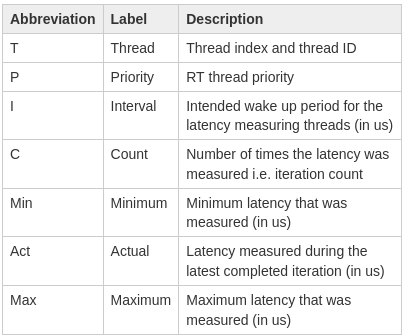 Abbreviation Label Description
T Thread Thread index and thread ID
P Priority RT thread priority
I Interval Intended wake up period for the
latency measuring threads (in us)
C Count Number of times the latency was
measured i.e. iteration count
Min Minimum Minimum latency that was
measured (in us)
Act Actual Latency measured during the
latest completed iteration (in us)
Max Maximum Maximum latency that was
measured (in us)